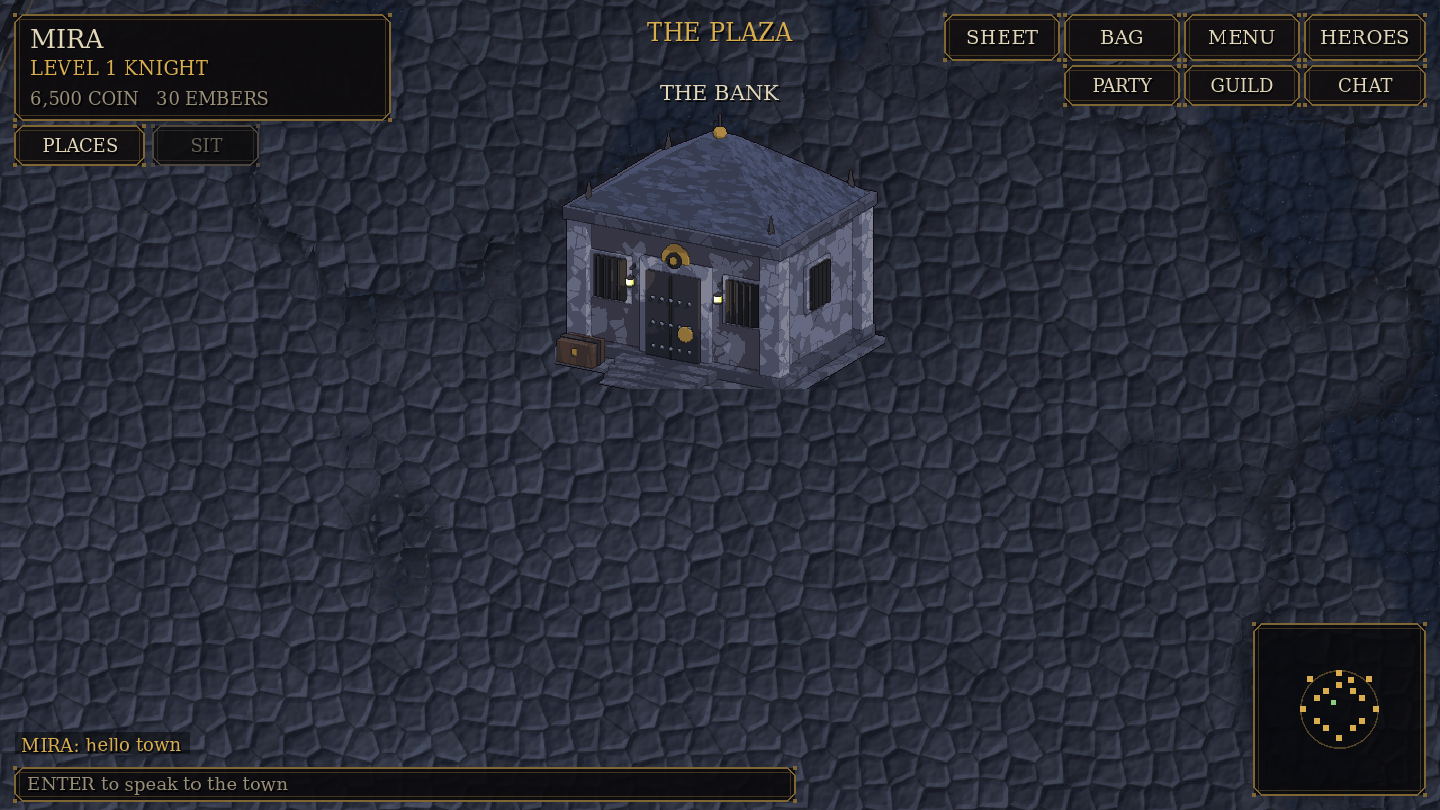 MIRA
LEVEL 1 KNIGHT
6,500 COIN 30 EMBERS
PLACES
SIT
THE PLAZA
THE BANK
SHEET
BAG
MENU
HEROES
PARTY
GUILD
CHAT
MIRA: hello town
ENTER to speak to the town